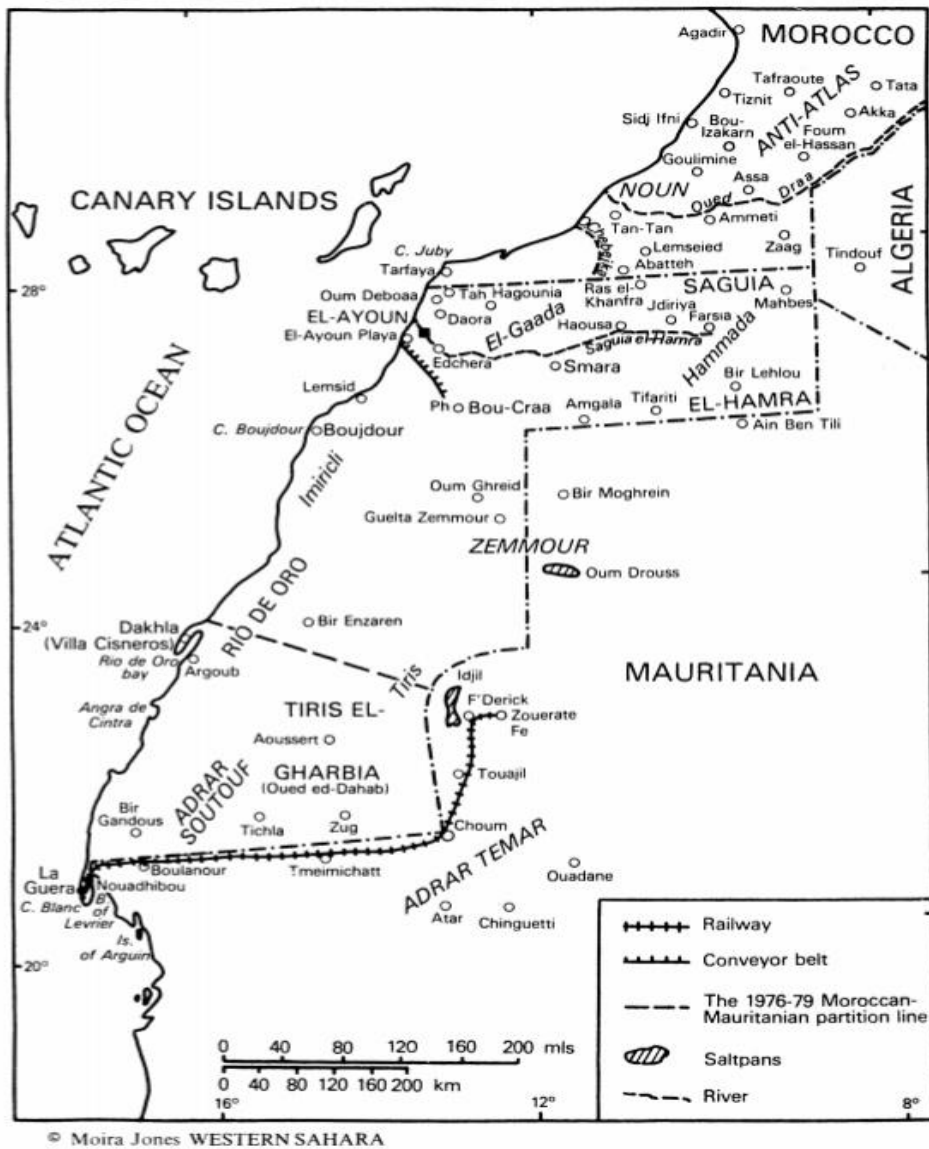 Agadir
MOROCCO
Tafraoute
Tata
Tiznit
ANTI-ATLAS
Akka
Sidj Ifni
Bou-
Izakarn
Foum
el-Hassan
Goulimine
Assa
NOUN
Oued Draa
CANARY ISLANDS
Tan-Tan
Ammeti
Chebeika
Lemseied
Zaag
Tindouf
ALGERIA
C. Juby
Tarfaya
Abatteh
28°
Oum Deboaa
Tah
Hagounia
Ras el-
Khanfra
SAGUIA
Mahbes
EL-AYOUN
Daora
El-Gaada
Jdiriya
Farsia
Haousa
El-Ayoun Playa
Edchera
Saguia el-Hamra
Hammada
Smara
Bir Lehlou
Lemsid
Ph
Bou-Craa
Amgala
Tifariti
EL-HAMRA
C. Boujdour
Boujdour
Ain Ben Tili
ATLANTIC OCEAN
Imiricli
Oum Ghreid
Bir Moghrein
Guelta Zemmour
ZEMMOUR
Oum Drouss
RIO DE ORO
24°
Dakhla
(Villa Cisneros)
Bir Enzaren
Rio de Oro
bay
Argoub
Tiris
Idjil
MAURITANIA
Angra de
Cintra
TIRIS EL-
F'Derick
Zouerate
Fe
Aoussert
GHARBIA
(Oued ed-Dahab)
Touajil
ADRAR
SOUTOUF
Bir
Gandous
Tichla
Zug
Choum
ADRAR TEMAR
La
Guera
Nouadhibou
Boulanour
Tmeimichatt
Ouadane
C. Blanc
B of
Levrier
Atar
Chinguetti
Is.
of Arguin
20°
Railway
Conveyor belt
The 1976-79 Moroccan-
Mauritanian partition line
Saltpans
River
0 40 80 120 160 200 mls
0 40 80 120 160 200 km
16°
12°
8°
© Moira Jones WESTERN SAHARA